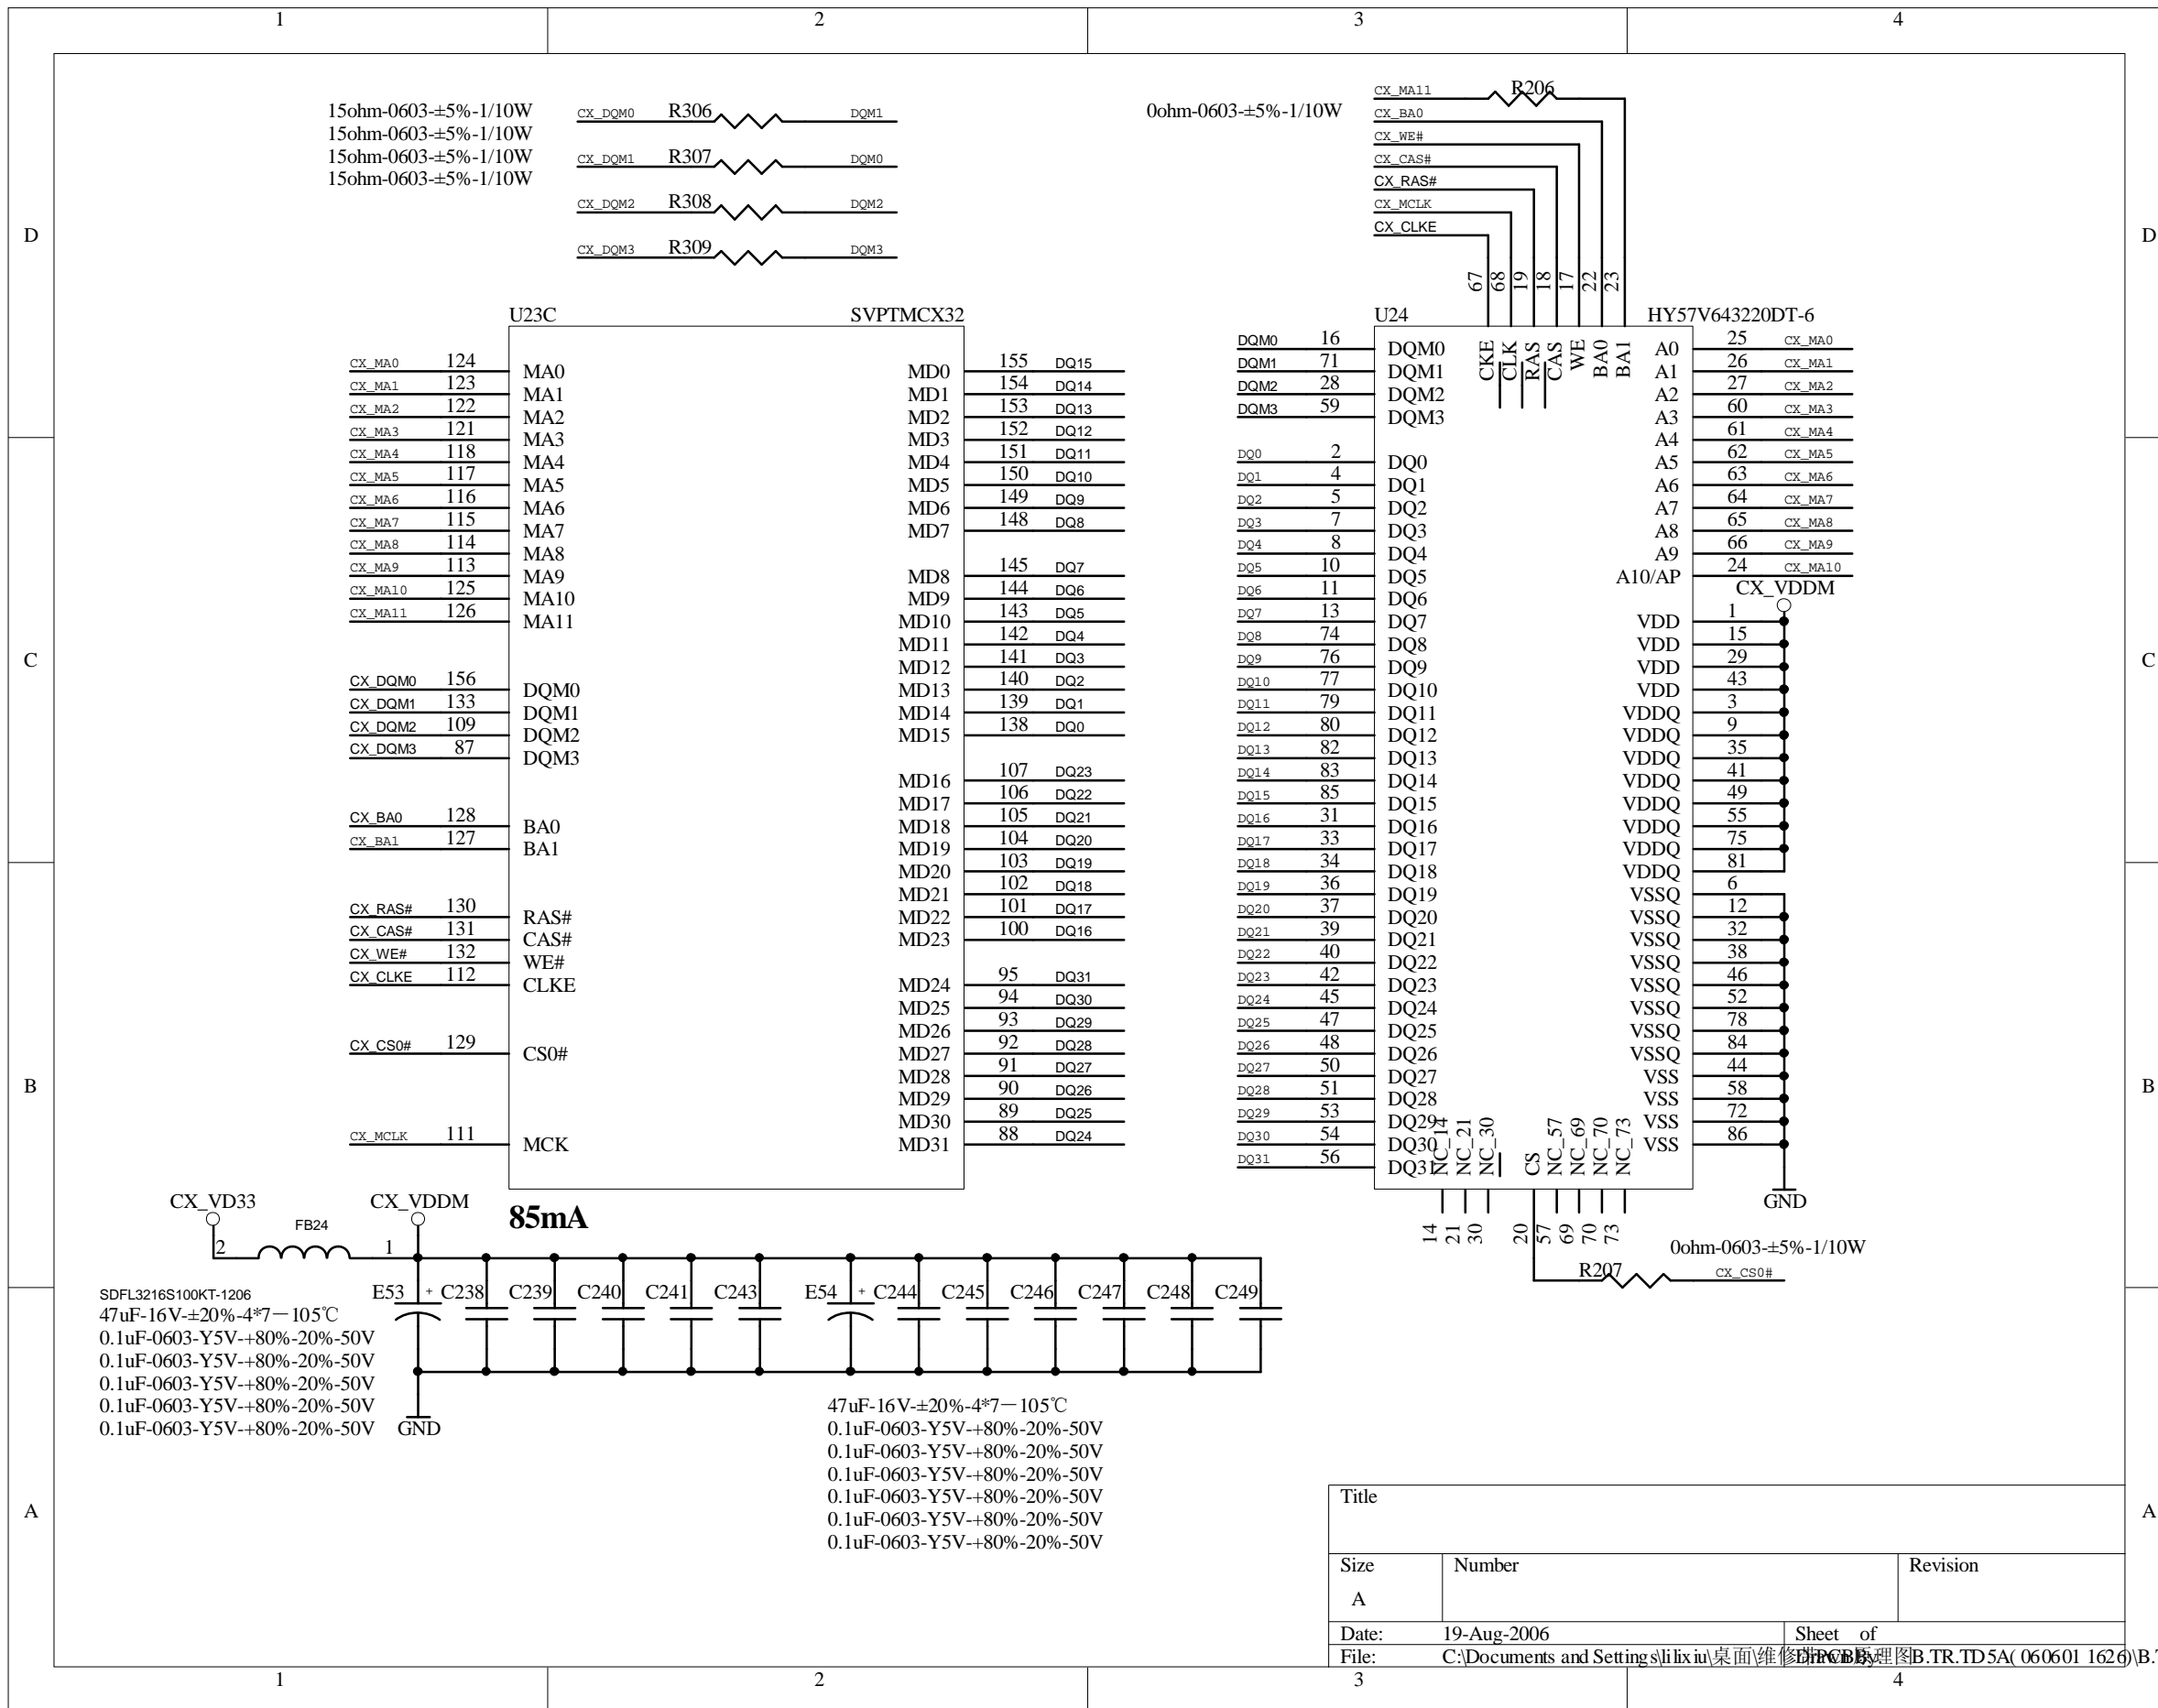 1 2 3 4
D
C
B
A
15ohm-0603-±5%-1/10W
15ohm-0603-±5%-1/10W
15ohm-0603-±5%-1/10W
15ohm-0603-±5%-1/10W
CX_DQM0 R306 DQM1
CX_DQM1 R307 DQM0
CX_DQM2 R308 DQM2
CX_DQM3 R309 DQM3
0ohm-0603-±5%-1/10W
CX_MA11 R206
CX_BA0
CX_WE#
CX_CAS#
CX_RAS#
CX_MCLK
CX_CLKE
U23C SVPTMCX32
CX_MA0 124 MA0
CX_MA1 123 MA1
CX_MA2 122 MA2
CX_MA3 121 MA3
CX_MA4 118 MA4
CX_MA5 117 MA5
CX_MA6 116 MA6
CX_MA7 115 MA7
CX_MA8 114 MA8
CX_MA9 113 MA9
CX_MA10 125 MA10
CX_MA11 126 MA11
CX_DQM0 156 DQM0
CX_DQM1 133 DQM1
CX_DQM2 109 DQM2
CX_DQM3 87 DQM3
CX_BA0 128 BA0
CX_BA1 127 BA1
CX_RAS# 130 RAS#
CX_CAS# 131 CAS#
CX_WE# 132 WE#
CX_CLKE 112 CLKE
CX_CS0# 129 CS0#
CX_MCLK 111 MCK
MD0 155 DQ15
MD1 154 DQ14
MD2 153 DQ13
MD3 152 DQ12
MD4 151 DQ11
MD5 150 DQ10
MD6 149 DQ9
MD7 148 DQ8
MD8 145 DQ7
MD9 144 DQ6
MD10 143 DQ5
MD11 142 DQ4
MD12 141 DQ3
MD13 140 DQ2
MD14 139 DQ1
MD15 138 DQ0
MD16 107 DQ23
MD17 106 DQ22
MD18 105 DQ21
MD19 104 DQ20
MD20 103 DQ19
MD21 102 DQ18
MD22 101 DQ17
MD23 100 DQ16
MD24 95 DQ31
MD25 94 DQ30
MD26 93 DQ29
MD27 92 DQ28
MD28 91 DQ27
MD29 90 DQ26
MD30 89 DQ25
MD31 88 DQ24
U24 HY57V643220DT-6
67 68 19 18 17 22 23
CKE CLK RAS CAS WE BA0 BA1
DQM0 16 DQM0
DQM1 71 DQM1
DQM2 28 DQM2
DQM3 59 DQM3
DQ0 2 DQ0
DQ1 4 DQ1
DQ2 5 DQ2
DQ3 7 DQ3
DQ4 8 DQ4
DQ5 10 DQ5
DQ6 11 DQ6
DQ7 13 DQ7
DQ8 74 DQ8
DQ9 76 DQ9
DQ10 77 DQ10
DQ11 79 DQ11
DQ12 80 DQ12
DQ13 82 DQ13
DQ14 83 DQ14
DQ15 85 DQ15
DQ16 31 DQ16
DQ17 33 DQ17
DQ18 34 DQ18
DQ19 36 DQ19
DQ20 37 DQ20
DQ21 39 DQ21
DQ22 40 DQ22
DQ23 42 DQ23
DQ24 45 DQ24
DQ25 47 DQ25
DQ26 48 DQ26
DQ27 50 DQ27
DQ28 51 DQ28
DQ29 53 DQ29
DQ30 54 DQ30
DQ31 56 DQ31
A0 25 CX_MA0
A1 26 CX_MA1
A2 27 CX_MA2
A3 60 CX_MA3
A4 61 CX_MA4
A5 62 CX_MA5
A6 63 CX_MA6
A7 64 CX_MA7
A8 65 CX_MA8
A9 66 CX_MA9
A10/AP 24 CX_MA10
CX_VDDM
VDD 1
VDD 15
VDD 29
VDD 43
VDDQ 3
VDDQ 9
VDDQ 35
VDDQ 41
VDDQ 49
VDDQ 55
VDDQ 75
VDDQ 81
VSSQ 6
VSSQ 12
VSSQ 32
VSSQ 38
VSSQ 46
VSSQ 52
VSSQ 78
VSSQ 84
VSS 44
VSS 58
VSS 72
VSS 86
GND
NC_14 NC_21 NC_30 CS NC_57 NC_69 NC_70 NC_73
14 21 30 20 57 69 70 73
0ohm-0603-±5%-1/10W
R207 CX_CS0#
CX_VD33 CX_VDDM 85mA
2 FB24 1
E53 + C238 C239 C240 C241 C243 E54 + C244 C245 C246 C247 C248 C249
SDFL3216S100KT-1206
47uF-16V-±20%-4*7－105℃
0.1uF-0603-Y5V-+80%-20%-50V
0.1uF-0603-Y5V-+80%-20%-50V
0.1uF-0603-Y5V-+80%-20%-50V
0.1uF-0603-Y5V-+80%-20%-50V
0.1uF-0603-Y5V-+80%-20%-50V
GND
47uF-16V-±20%-4*7－105℃
0.1uF-0603-Y5V-+80%-20%-50V
0.1uF-0603-Y5V-+80%-20%-50V
0.1uF-0603-Y5V-+80%-20%-50V
0.1uF-0603-Y5V-+80%-20%-50V
0.1uF-0603-Y5V-+80%-20%-50V
0.1uF-0603-Y5V-+80%-20%-50V
Title
Size Number Revision
A
Date: 19-Aug-2006 Sheet of
File: C:\Documents and Settings\lilixiu\桌面\维修 Drawn By: 理图\B.TR.TD5A( 060601 1626)\B.
D
C
B
A
1 2 3 4